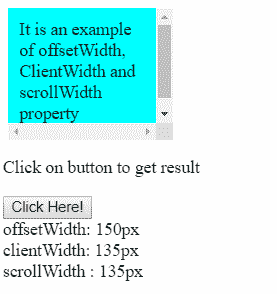 It is an example
of offsetWidth,
ClientWidth and
scrollWidth
property
Click on button to get result
Click Here!
offsetWidth: 150px
clientWidth: 135px
scrollWidth : 135px